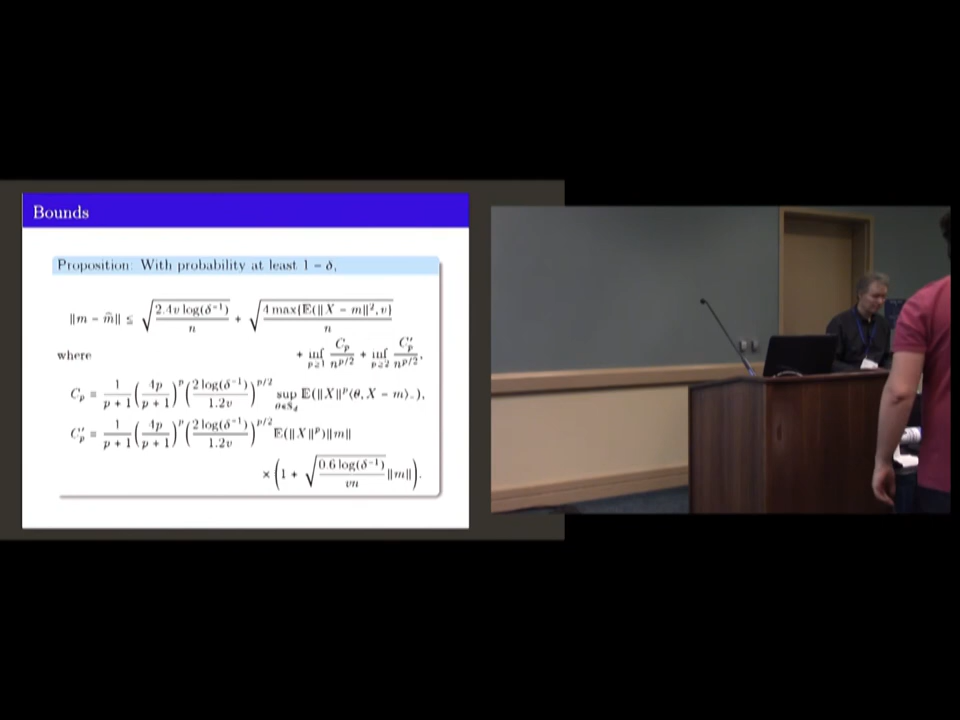 Bounds
Proposition: With probability at least 1 − δ,
‖m − m̂‖ ≤ √(2.4v log(δ⁻¹) / n) + √(4 max{𝔼(‖X − m‖², v} / n)
where + inf_{p≥1} C_p / n^{p/2} + inf_{p≥2} C′_p / n^{p/2},
C_p = 1/(p + 1) (4p/(p + 1))^p (2 log(δ⁻¹)/1.2v)^{p/2} sup_{θ∈𝕊_d} 𝔼(‖X‖^p⟨θ, X − m⟩₋),
C′_p = 1/(p + 1) (4p/(p + 1))^p (2 log(δ⁻¹)/1.2v)^{p/2} 𝔼(‖X‖^p)‖m‖
× (1 + √(0.6 log(δ⁻¹) / vn) ‖m‖).